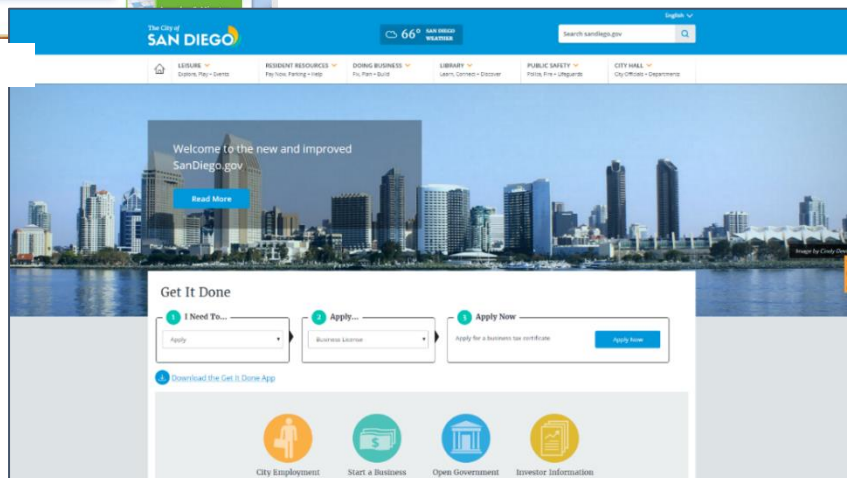 English
The City of
SAN DIEGO
66° SAN DIEGO
WEATHER
Search sandiego.gov
LEISURE
Explore, Play • Events
RESIDENT RESOURCES
Pay Now, Parking • Help
DOING BUSINESS
Fix, Plan • Build
LIBRARY
Learn, Connect • Discover
PUBLIC SAFETY
Police, Fire • Lifeguards
CITY HALL
City Officials • Departments
Welcome to the new and improved
SanDiego.gov
Read More
Image by Cindy
Get It Done
1 I Need To...
Apply
2 Apply...
Business License
3 Apply Now
Apply for a business tax certificate
Apply Now
Download the Get It Done App
City Employment
Start a Business
Open Government
Investor Information